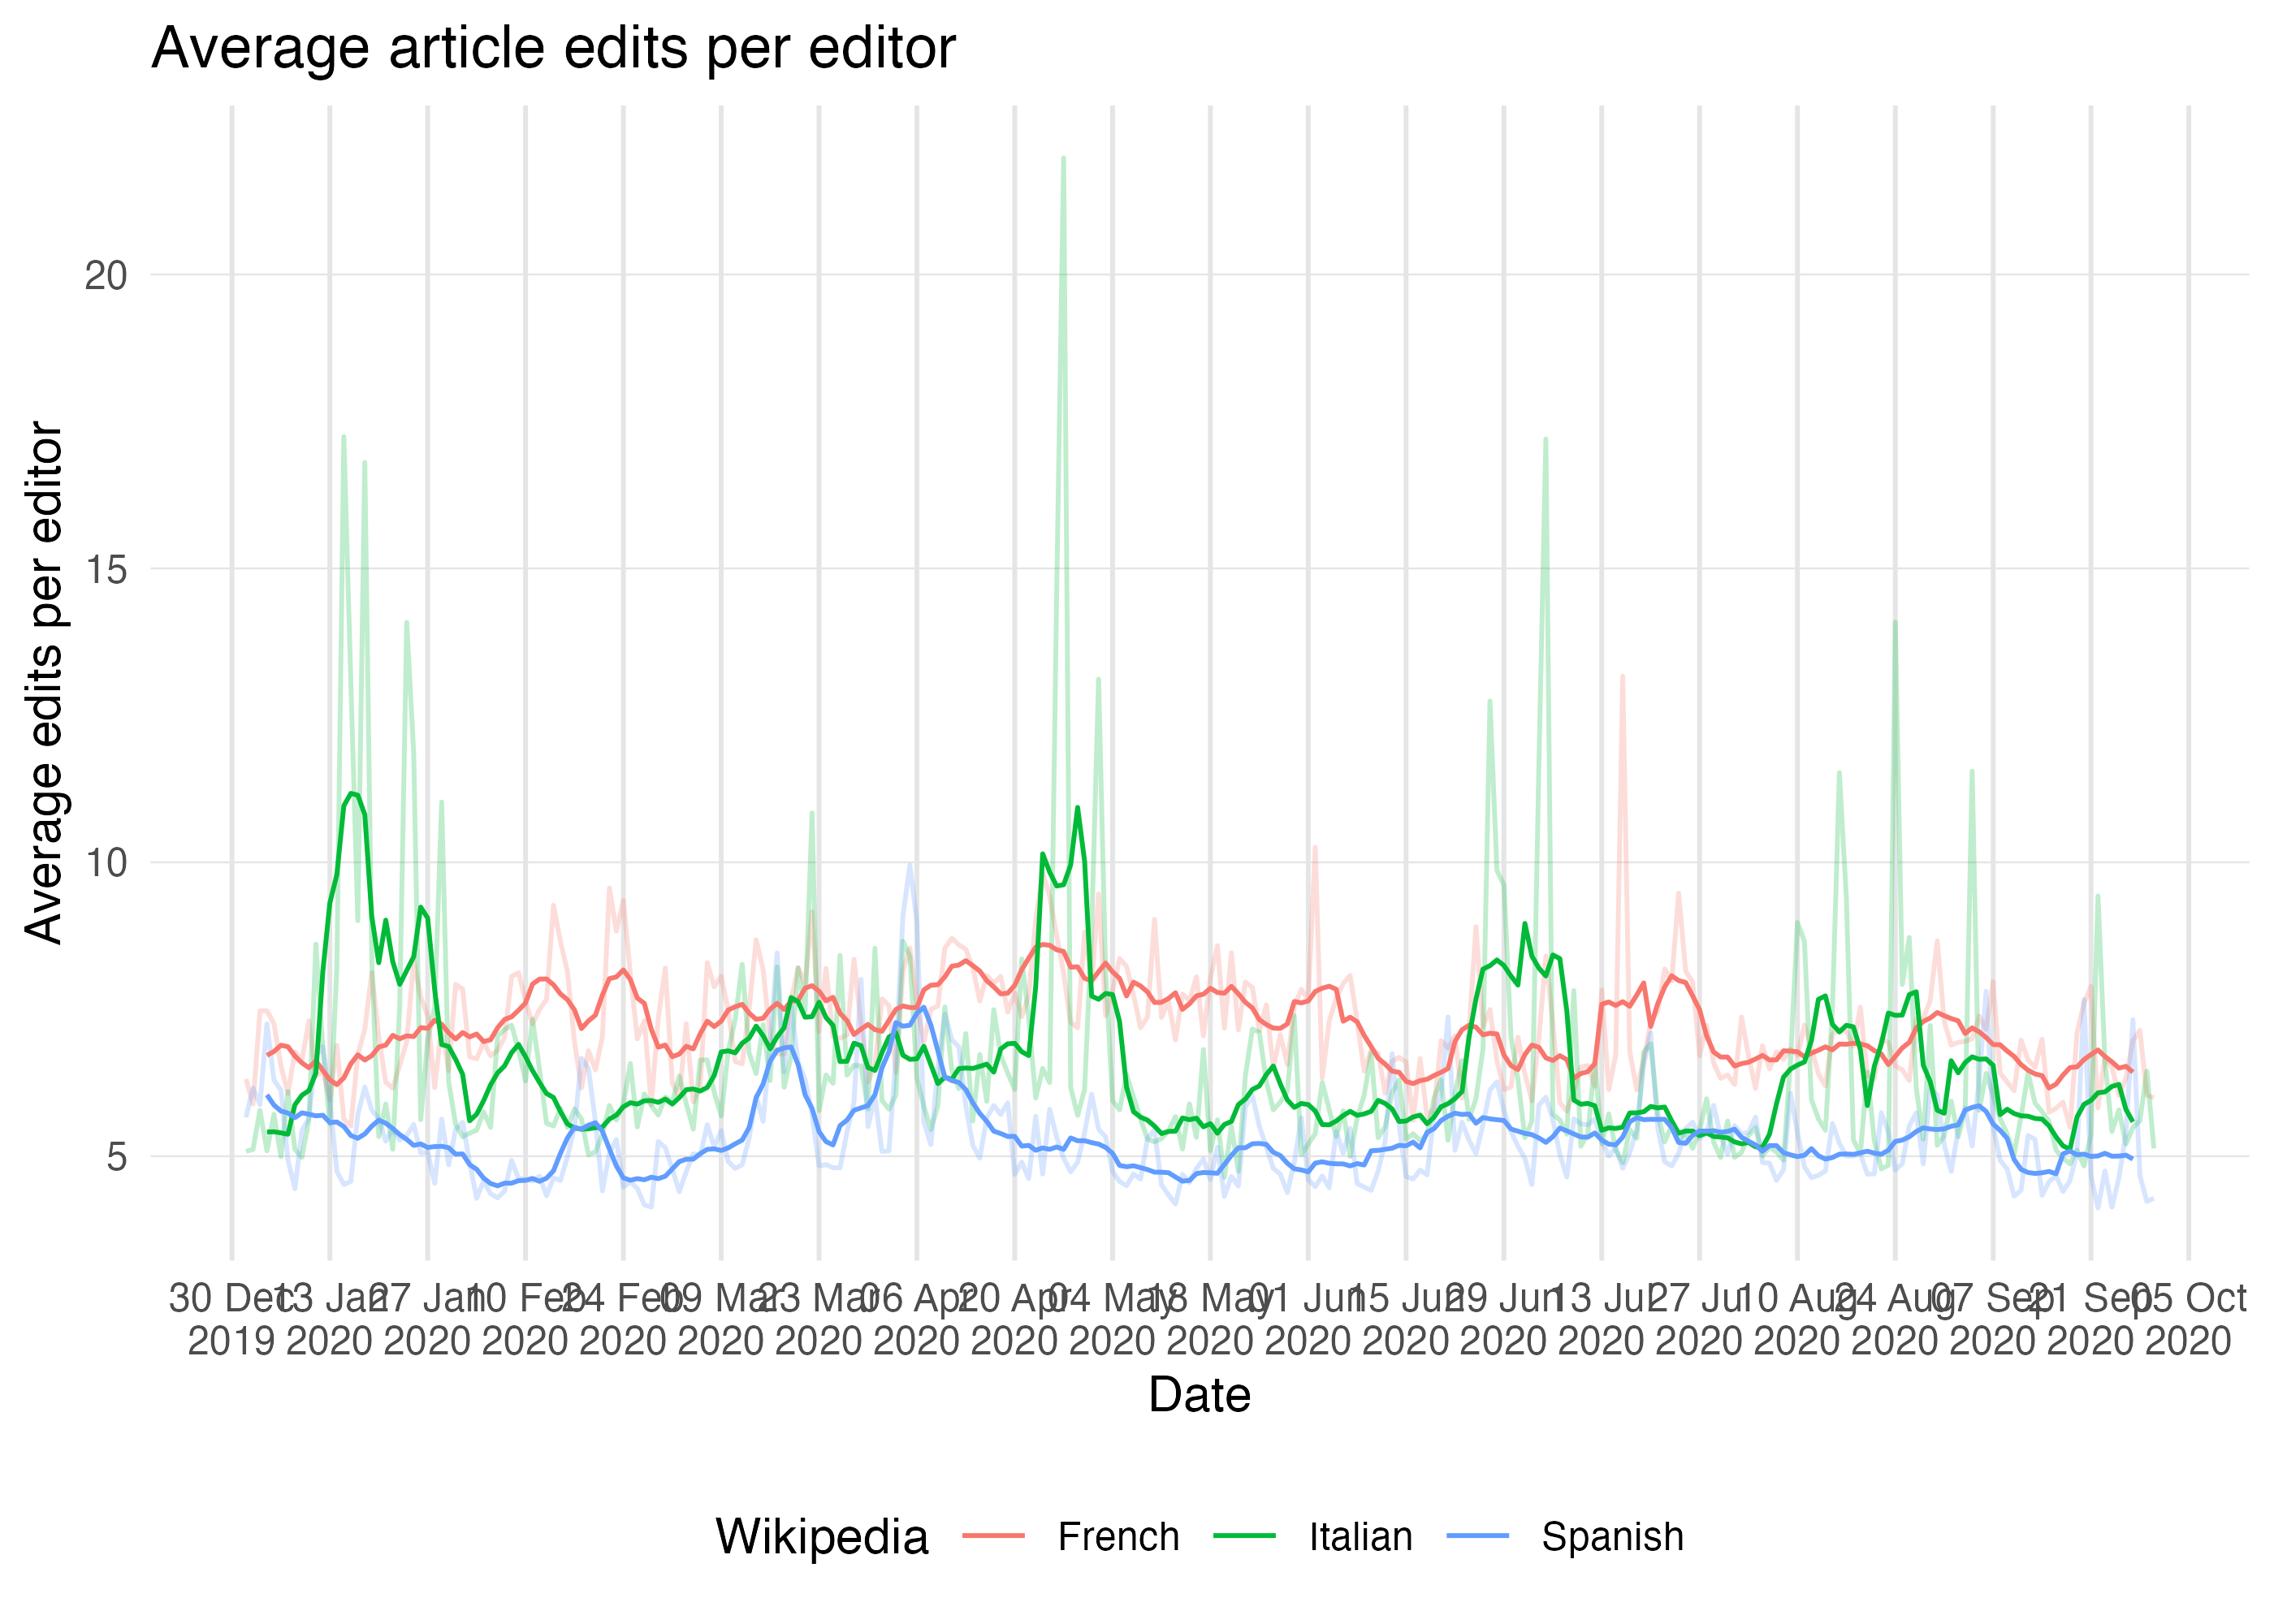 Average article edits per editor
Average edits per editor
20
15
10
5
30 Dec 13 Jan 27 Jan 10 Feb 24 Feb 09 Mar 23 Mar 06 Apr 20 Apr 04 May 18 May 01 Jun 15 Jun 29 Jun 13 Jul 27 Jul 10 Aug 24 Aug 07 Sep 21 Sep 05 Oct
2019 2020 2020 2020 2020 2020 2020 2020 2020 2020 2020 2020 2020 2020 2020 2020 2020 2020 2020 2020 2020
Date
Wikipedia French Italian Spanish